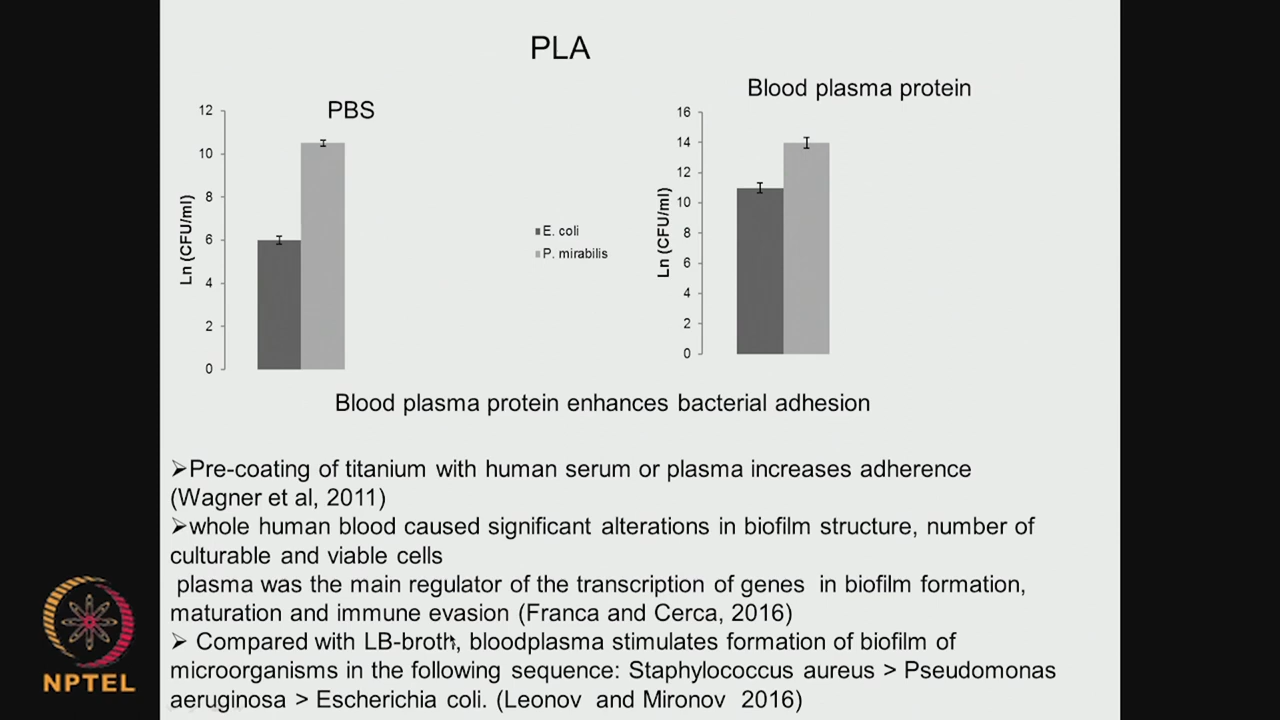 PLA
PBS
12
10
8
6
4
2
0
Ln (CFU/ml)
E. coli
P. mirabilis
Blood plasma protein
16
14
12
10
8
6
4
2
0
Ln (CFU/ml)
Blood plasma protein enhances bacterial adhesion
➢Pre-coating of titanium with human serum or plasma increases adherence
(Wagner et al, 2011)
➢whole human blood caused significant alterations in biofilm structure, number of
culturable and viable cells
plasma was the main regulator of the transcription of genes in biofilm formation,
maturation and immune evasion (Franca and Cerca, 2016)
➢ Compared with LB-broth, bloodplasma stimulates formation of biofilm of
microorganisms in the following sequence: Staphylococcus aureus > Pseudomonas
aeruginosa > Escherichia coli. (Leonov and Mironov 2016)
NPTEL